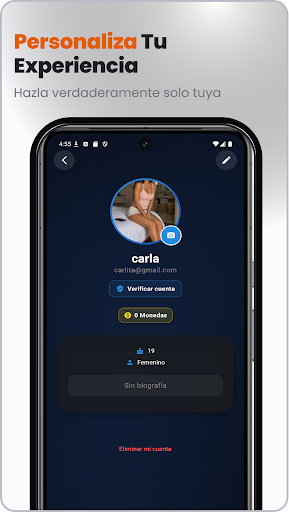 Personaliza Tu
Experiencia
Hazla verdaderamente solo tuya
4:55
carla
carlita@gmail.com
Verificar cuenta
0 Monedas
19
Femenino
Sin biografía
Eliminar mi cuenta